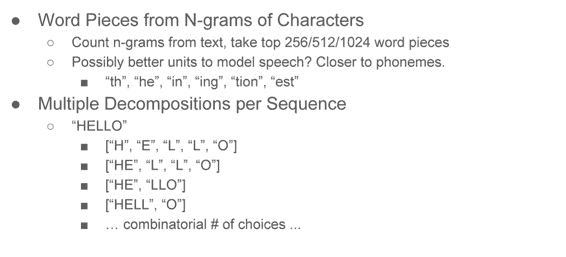 ● Word Pieces from N-grams of Characters
○ Count n-grams from text, take top 256/512/1024 word pieces
○ Possibly better units to model speech? Closer to phonemes.
■ “th”, “he”, “in”, “ing”, “tion”, “est”
● Multiple Decompositions per Sequence
○ “HELLO”
■ [“H”, “E”, “L”, “L”, “O”]
■ [“HE”, “L”, “L”, “O”]
■ [“HE”, “LLO”]
■ [“HELL”, “O”]
■ … combinatorial # of choices ...